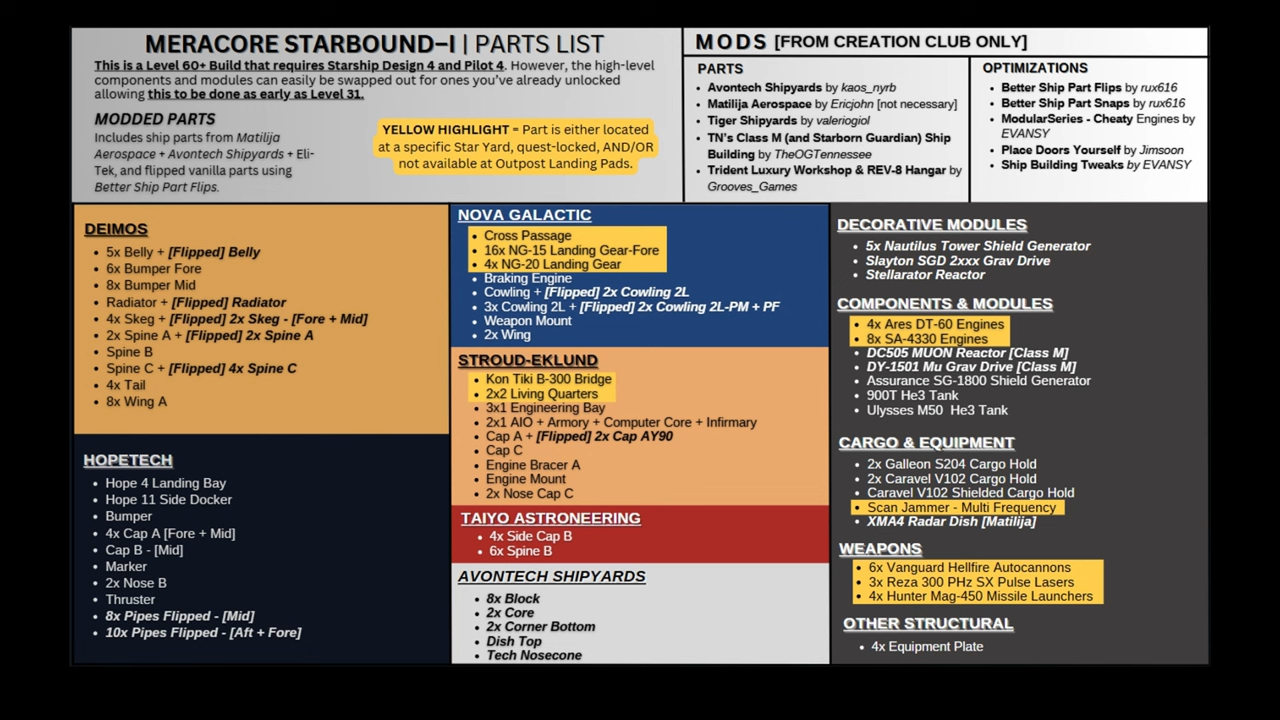 MERACORE STARBOUND–I | PARTS LIST
This is a Level 60+ Build that requires Starship Design 4 and Pilot 4. However, the high-level
components and modules can easily be swapped out for ones you've already unlocked
allowing this to be done as early as Level 31.
MODDED PARTS
Includes ship parts from Matilija
Aerospace + Avontech Shipyards + Eli-
Tek, and flipped vanilla parts using
Better Ship Part Flips.
YELLOW HIGHLIGHT = Part is either located
at a specific Star Yard, quest-locked, AND/OR
not available at Outpost Landing Pads.
MODS [FROM CREATION CLUB ONLY]
PARTS
• Avontech Shipyards by kaos_nyrb
• Matilija Aerospace by Ericjohn [not necessary]
• Tiger Shipyards by valeriogiol
• TN's Class M (and Starborn Guardian) Ship
Building by TheOGTennessee
• Trident Luxury Workshop & REV-8 Hangar by
Grooves_Games
OPTIMIZATIONS
• Better Ship Part Flips by rux616
• Better Ship Part Snaps by rux616
• ModularSeries - Cheaty Engines by
EVANSY
• Place Doors Yourself by Jimson
• Ship Building Tweaks by EVANSY
DEIMOS
• 5x Belly + [Flipped] Belly
• 6x Bumper Fore
• 8x Bumper Mid
• Radiator + [Flipped] Radiator
• 4x Skeg + [Flipped] 2x Skeg - [Fore + Mid]
• 2x Spine A + [Flipped] 2x Spine A
• Spine B
• Spine C + [Flipped] 4x Spine C
• 4x Tail
• 8x Wing A
HOPETECH
• Hope 4 Landing Bay
• Hope 11 Side Docker
• Bumper
• 4x Cap A [Fore + Mid]
• Cap B - [Mid]
• Marker
• 2x Nose B
• Thruster
• 8x Pipes Flipped - [Mid]
• 10x Pipes Flipped - [Aft + Fore]
NOVA GALACTIC
• Cross Passage
• 16x NG-15 Landing Gear-Fore
• 4x NG-20 Landing Gear
• Braking Engine
• Cowling + [Flipped] 2x Cowling 2L
• 3x Cowling 2L + [Flipped] 2x Cowling 2L-PM + PF
• Weapon Mount
• 2x Wing
STROUD-EKLUND
• Kon Tiki B-300 Bridge
• 2x2 Living Quarters
• 3x1 Engineering Bay
• 2x1 AIO + Armory + Computer Core + Infirmary
• Cap A + [Flipped] 2x Cap AY90
• Cap C
• Engine Bracer A
• Engine Mount
• 2x Nose Cap C
TAIYO ASTRONEERING
• 4x Side Cap B
• 6x Spine B
AVONTECH SHIPYARDS
• 8x Block
• 2x Core
• 2x Corner Bottom
• Dish Top
• Tech Nosecone
DECORATIVE MODULES
• 5x Nautilus Tower Shield Generator
• Slayton SGD 2xxx Grav Drive
• Stellarator Reactor
COMPONENTS & MODULES
• 4x Ares DT-60 Engines
• 8x SA-4330 Engines
• DC505 MUON Reactor [Class M]
• DY-1501 Mu Grav Drive [Class M]
• Assurance SG-1800 Shield Generator
• 900T He3 Tank
• Ulysses M50 He3 Tank
CARGO & EQUIPMENT
• 2x Galleon S204 Cargo Hold
• 2x Caravel V102 Cargo Hold
• Caravel V102 Shielded Cargo Hold
• Scan Jammer - Multi Frequency
• XMA4 Radar Dish [Matilija]
WEAPONS
• 6x Vanguard Hellfire Autocannons
• 3x Reza 300 PHz SX Pulse Lasers
• 4x Hunter Mag-450 Missile Launchers
OTHER STRUCTURAL
• 4x Equipment Plate